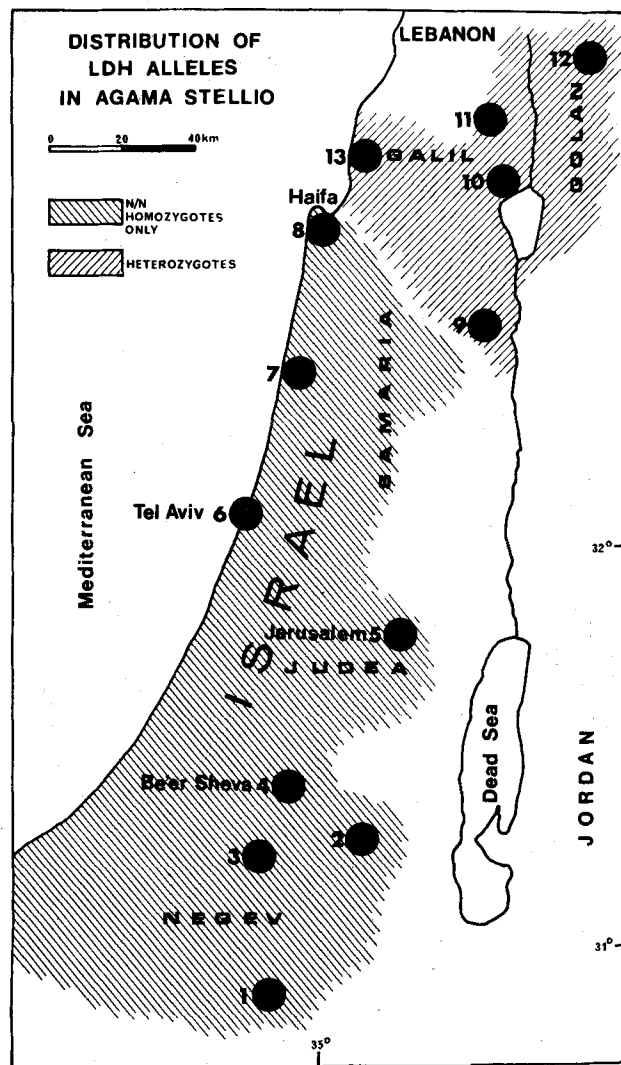 DISTRIBUTION OF
LDH ALLELES
IN AGAMA STELLIO
0 20 40km
N/N
HOMOZYGOTES
ONLY
HETEROZYGOTES
LEBANON
12
GOLAN
11
13
GALIL
10
Haifa
8
9
7
SAMARIA
ISRAEL
Mediterranean Sea
Tel Aviv 6
32°
Jerusalem 5
JUDEA
Dead Sea
JORDAN
Be'er Sheva 4
2
3
NEGEV
31°
1
35°